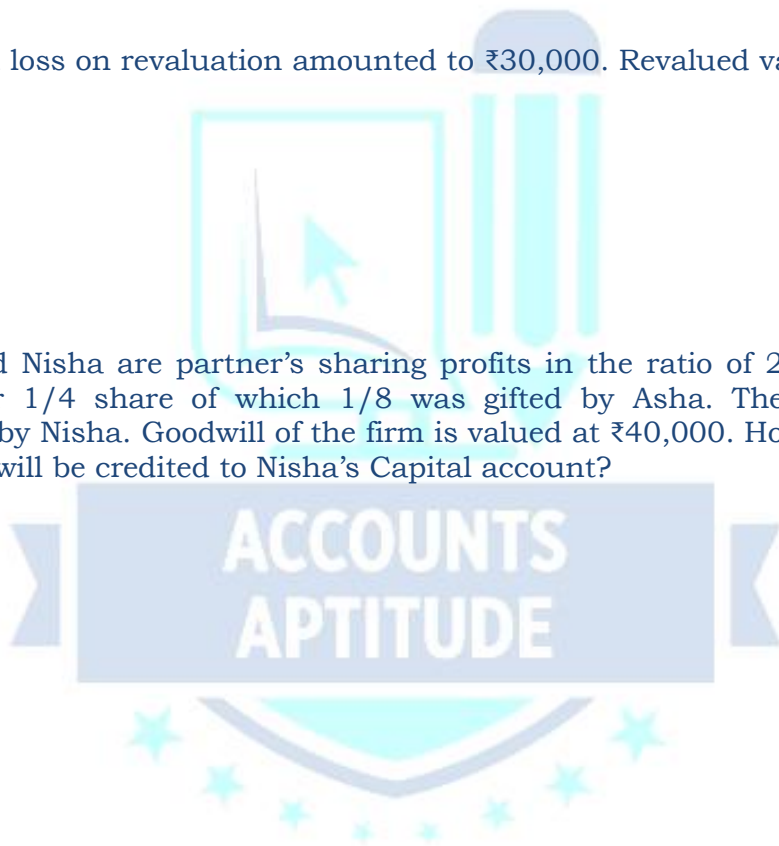 loss on revaluation amounted to ₹30,000. Revalued va
Nisha are partner’s sharing profits in the ratio of 2
1/4 share of which 1/8 was gifted by Asha. The
by Nisha. Goodwill of the firm is valued at ₹40,000. Ho
will be credited to Nisha’s Capital account?
ACCOUNTS
APTITUDE